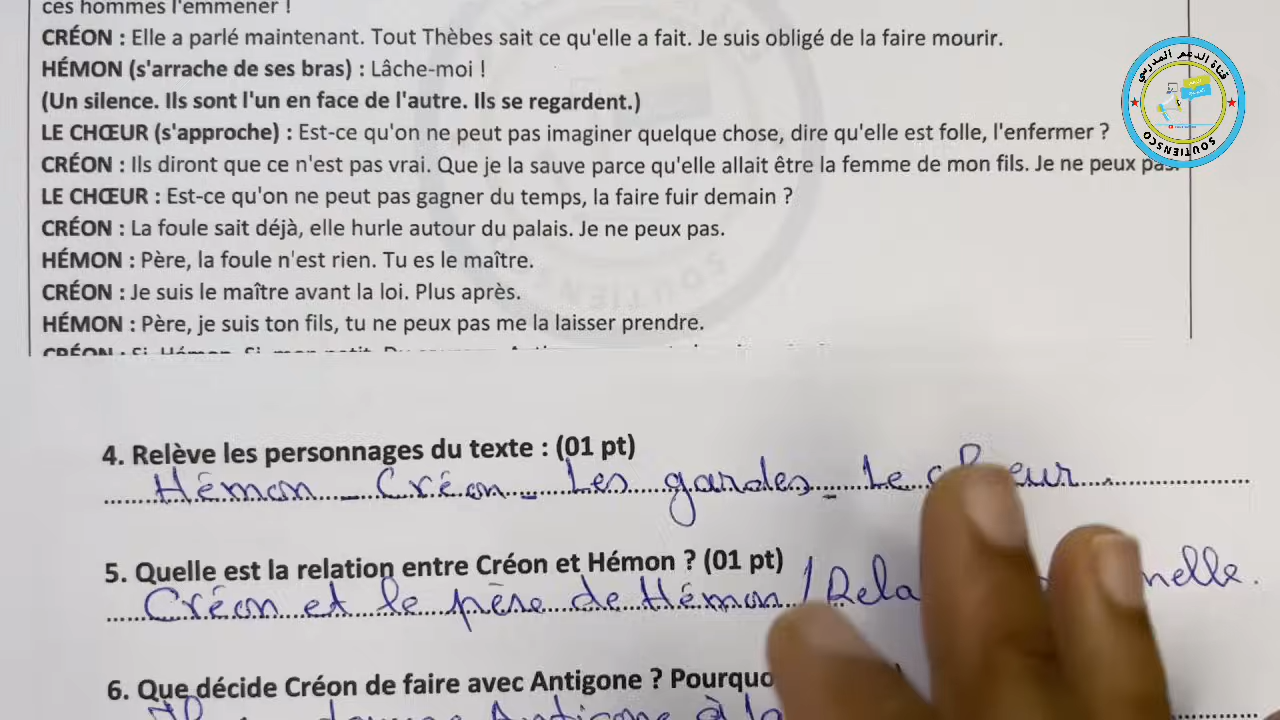 ces hommes l'emmener !
CRÉON : Elle a parlé maintenant. Tout Thèbes sait ce qu'elle a fait. Je suis obligé de la faire mourir.
HÉMON (s'arrache de ses bras) : Lâche-moi !
(Un silence. Ils sont l'un en face de l'autre. Ils se regardent.)
LE CHŒUR (s'approche) : Est-ce qu'on ne peut pas imaginer quelque chose, dire qu'elle est folle, l'enfermer ?
CRÉON : Ils diront que ce n'est pas vrai. Que je la sauve parce qu'elle allait être la femme de mon fils. Je ne peux pas.
LE CHŒUR : Est-ce qu'on ne peut pas gagner du temps, la faire fuir demain ?
CRÉON : La foule sait déjà, elle hurle autour du palais. Je ne peux pas.
HÉMON : Père, la foule n'est rien. Tu es le maître.
CRÉON : Je suis le maître avant la loi. Plus après.
HÉMON : Père, je suis ton fils, tu ne peux pas me la laisser prendre.
قناة الدعم المدرسي
SOUTIENSCO
4. Relève les personnages du texte : (01 pt)
Hémon - Créon - Les gardes - Le
5. Quelle est la relation entre Créon et Hémon ? (01 pt)
Créon et le père de Hémon /
6. Que décide Créon de faire avec Antigone ?
Antigone à la